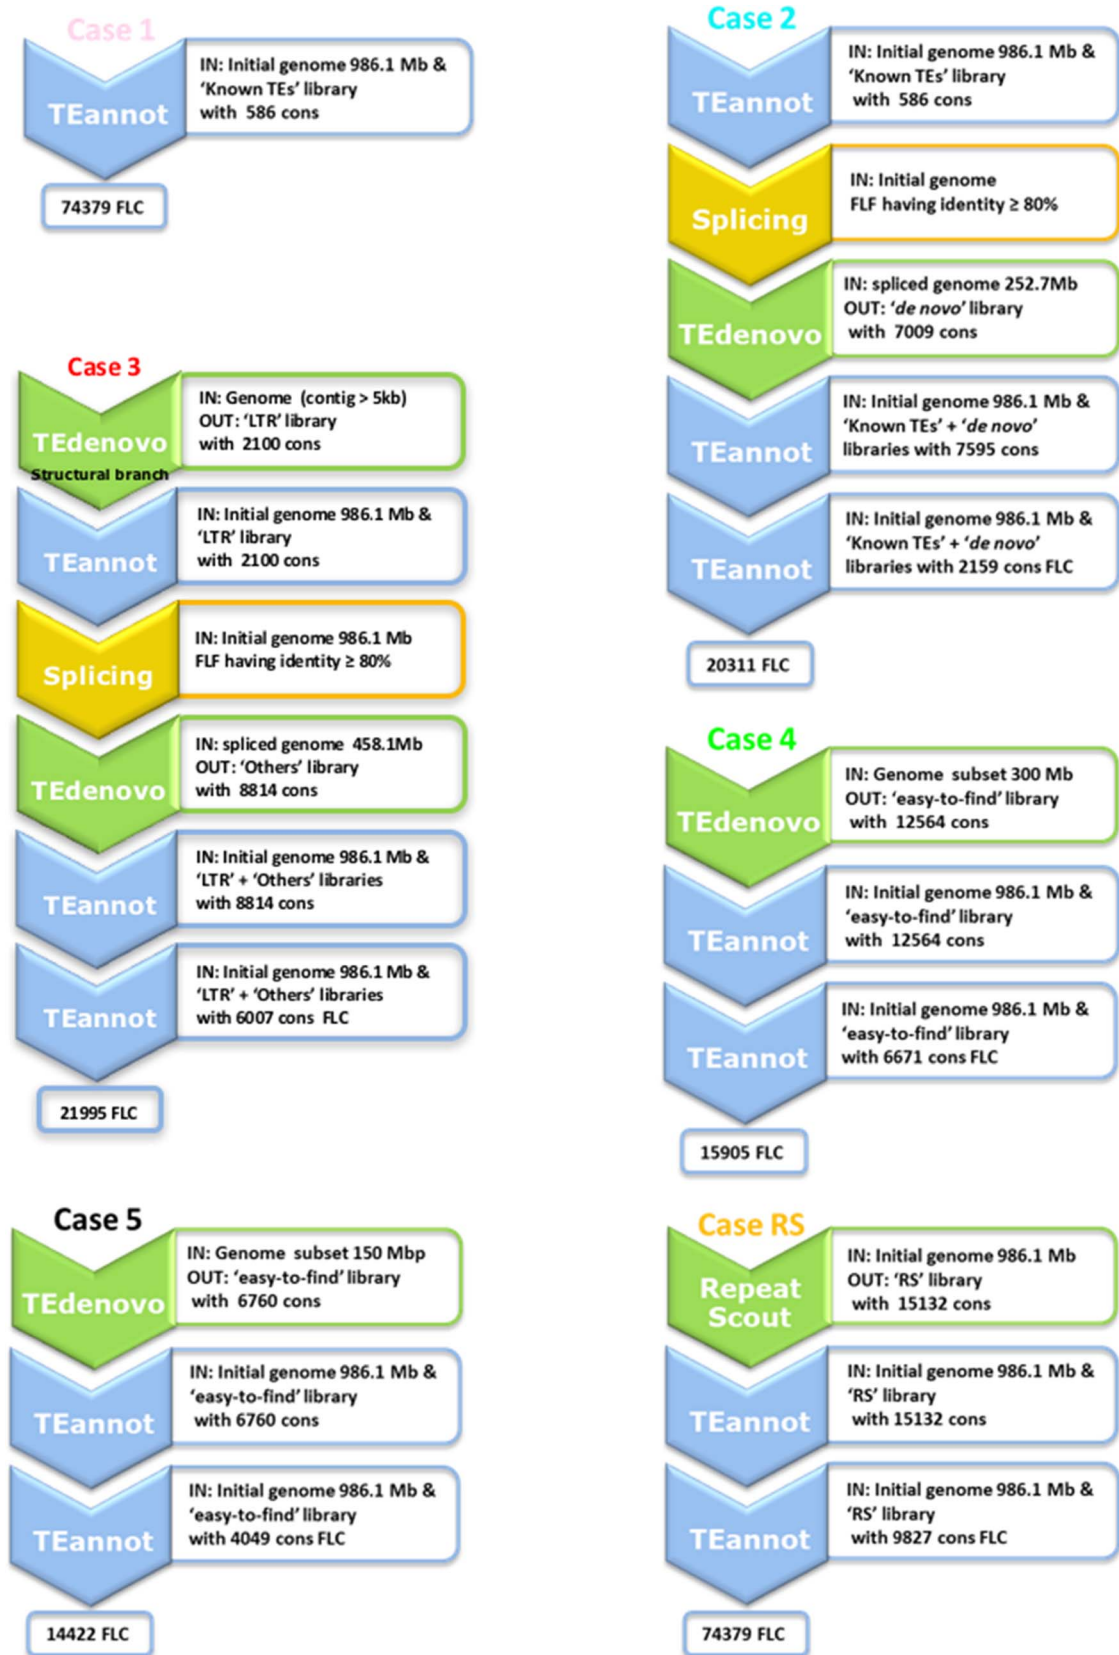 Case 1
TEannot
IN: Initial genome 986.1 Mb &
‘Known TEs’ library
with 586 cons
74379 FLC
Case 2
TEannot
IN: Initial genome 986.1 Mb &
‘Known TEs’ library
with 586 cons
Splicing
IN: Initial genome
FLF having identity ≥ 80%
TEdenovo
IN: spliced genome 252.7Mb
OUT: ‘de novo’ library
with 7009 cons
TEannot
IN: Initial genome 986.1 Mb &
‘Known TEs’ + ‘de novo’
libraries with 7595 cons
TEannot
IN: Initial genome 986.1 Mb &
‘Known TEs’ + ‘de novo’
libraries with 2159 cons FLC
20311 FLC
Case 3
TEdenovo
Structural branch
IN: Genome (contig > 5kb)
OUT: ‘LTR’ library
with 2100 cons
TEannot
IN: Initial genome 986.1 Mb &
‘LTR’ library
with 2100 cons
Splicing
IN: Initial genome 986.1 Mb
FLF having identity ≥ 80%
TEdenovo
IN: spliced genome 458.1Mb
OUT: ‘Others’ library
with 8814 cons
TEannot
IN: Initial genome 986.1 Mb &
‘LTR’ + ‘Others’ libraries
with 8814 cons
TEannot
IN: Initial genome 986.1 Mb &
‘LTR’ + ‘Others’ libraries
with 6007 cons FLC
21995 FLC
Case 4
TEdenovo
IN: Genome subset 300 Mb
OUT: ‘easy-to-find’ library
with 12564 cons
TEannot
IN: Initial genome 986.1 Mb &
‘easy-to-find’ library
with 12564 cons
TEannot
IN: Initial genome 986.1 Mb &
‘easy-to-find’ library
with 6671 cons FLC
15905 FLC
Case 5
TEdenovo
IN: Genome subset 150 Mbp
OUT: ‘easy-to-find’ library
with 6760 cons
TEannot
IN: Initial genome 986.1 Mb &
‘easy-to-find’ library
with 6760 cons
TEannot
IN: Initial genome 986.1 Mb &
‘easy-to-find’ library
with 4049 cons FLC
14422 FLC
Case RS
Repeat
Scout
IN: Initial genome 986.1 Mb
OUT: ‘RS’ library
with 15132 cons
TEannot
IN: Initial genome 986.1 Mb &
‘RS’ library
with 15132 cons
TEannot
IN: Initial genome 986.1 Mb &
‘RS’ library
with 9827 cons FLC
74379 FLC